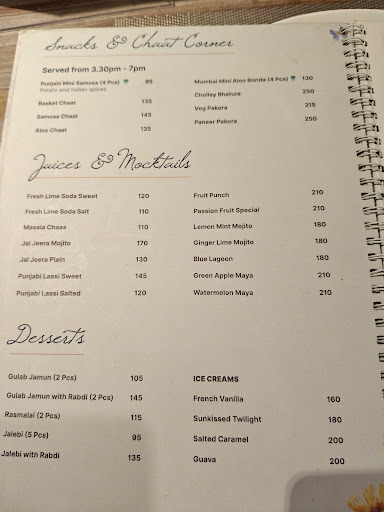 Snacks & Chaat Corner
Served from 3.30pm - 7pm
Punjabi Mini Samosa (4 Pcs) 95
Potato and Indian spices
Basket Chaat 135
Samosa Chaat 145
Aloo Chaat 135
Mumbai Mini Aloo Bonda (4 Pcs) 130
Cholley Bhature 250
Veg Pakora 215
Paneer Pakora 250
Juices & Mocktails
Fresh Lime Soda Sweet 120
Fresh Lime Soda Salt 110
Masala Chaas 110
Jal Jeera Mojito 170
Jal Jeera Plain 130
Punjabi Lassi Sweet 145
Punjabi Lassi Salted 120
Fruit Punch 210
Passion Fruit Special 210
Lemon Mint Mojito 180
Ginger Lime Mojito 180
Blue Lagoon 180
Green Apple Maya 210
Watermelon Maya 210
Desserts
Gulab Jamun (2 Pcs) 105
Gulab Jamun with Rabdi (2 Pcs) 145
Rasmalai (2 Pcs) 115
Jalebi (5 Pcs) 95
Jalebi with Rabdi 135
ICE CREAMS
French Vanilla 160
Sunkissed Twilight 180
Salted Caramel 200
Guava 200